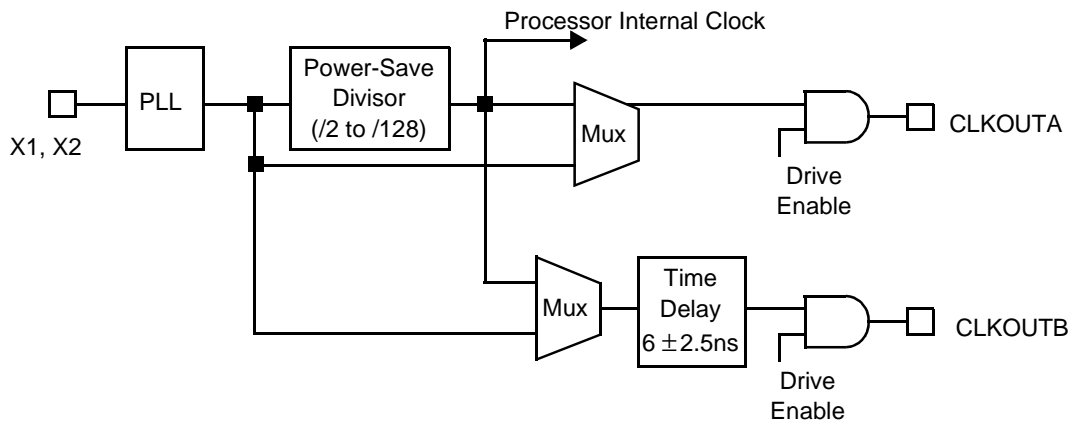 Processor Internal Clock
PLL
Power-Save
Divisor
(/2 to /128)
X1, X2
Mux
CLKOUTA
Drive
Enable
Mux
Time
Delay
6 ±2.5ns
CLKOUTB
Drive
Enable